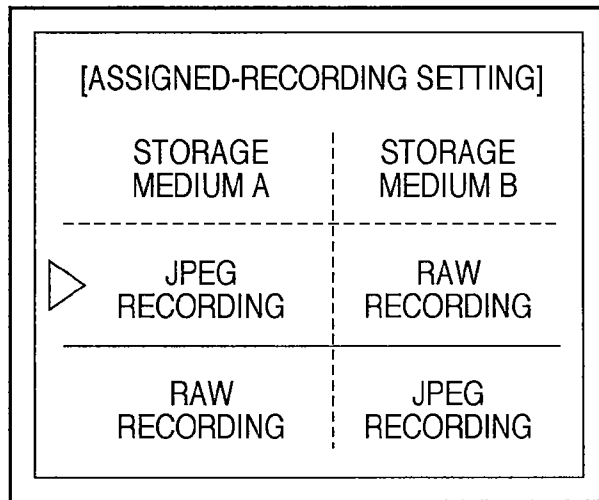 [ASSIGNED-RECORDING SETTING]
STORAGE MEDIUM A
STORAGE MEDIUM B
JPEG RECORDING
RAW RECORDING
RAW RECORDING
JPEG RECORDING